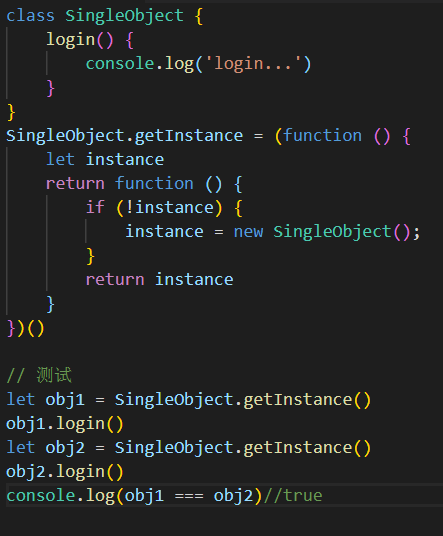 class SingleObject {
    login() {
        console.log('login...')
    }
}
SingleObject.getInstance = (function () {
    let instance
    return function () {
        if (!instance) {
            instance = new SingleObject();
        }
        return instance
    }
})()

// 测试
let obj1 = SingleObject.getInstance()
obj1.login()
let obj2 = SingleObject.getInstance()
obj2.login()
console.log(obj1 === obj2)//true